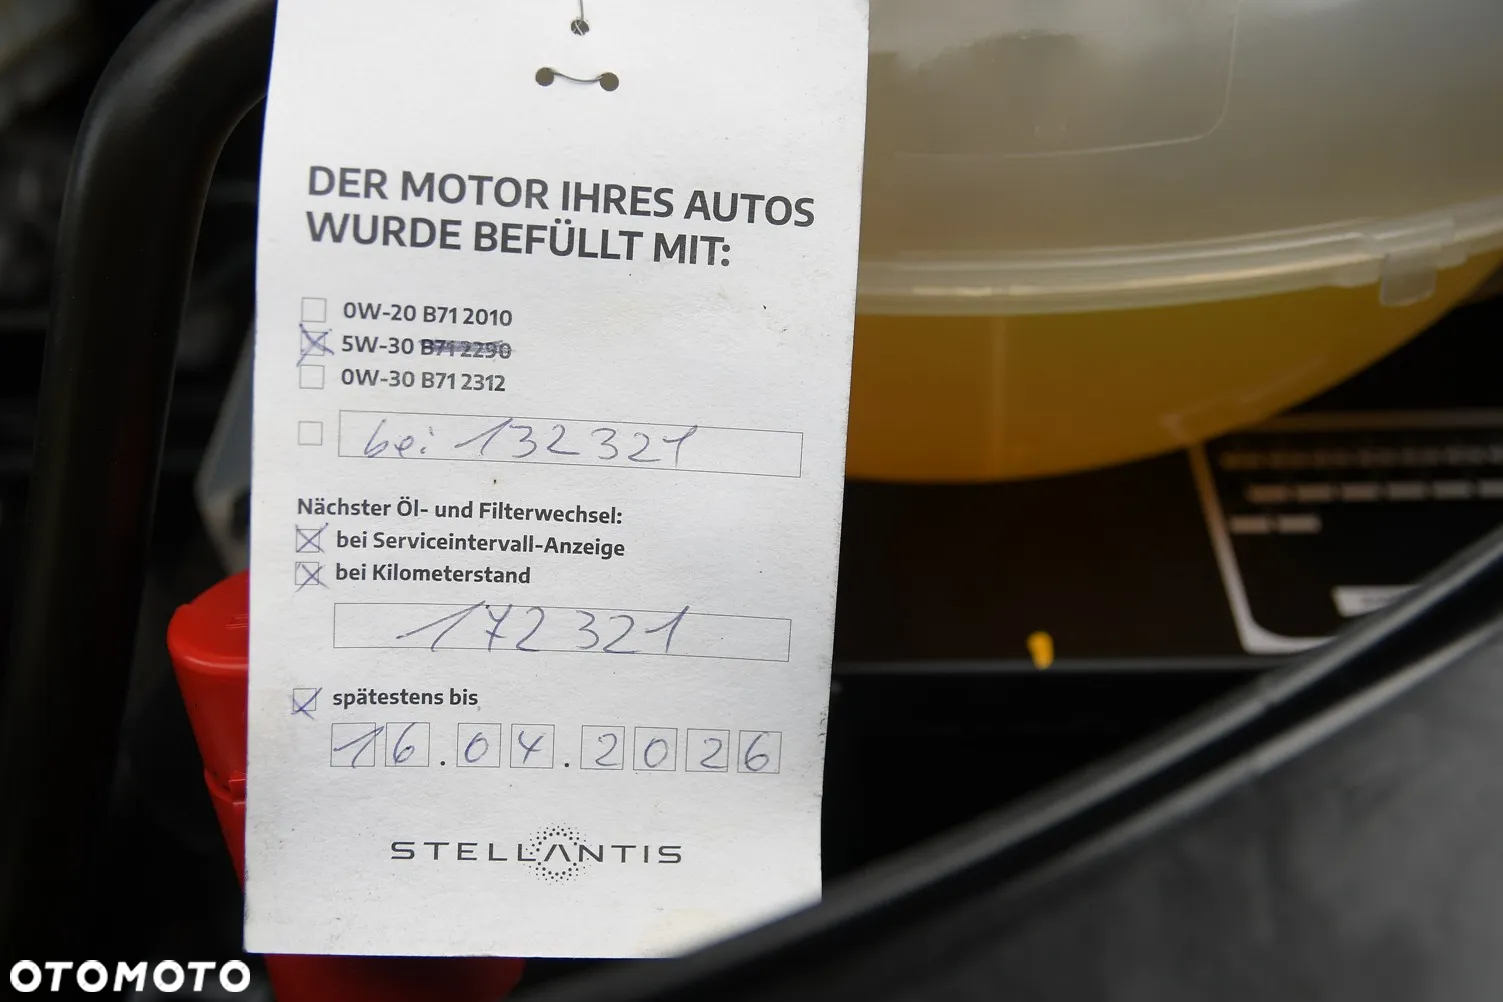 DER MOTOR IHRES AUTOS
WURDE BEFÜLLT MIT:
0W-20 B71 2010
5W-30 B71 2290
0W-30 B71 2312
bei 132321
Nächster Öl- und Filterwechsel:
bei Serviceintervall-Anzeige
bei Kilometerstand
172321
spätestens bis
16.04.2026
STELLANTIS
OTOMOTO